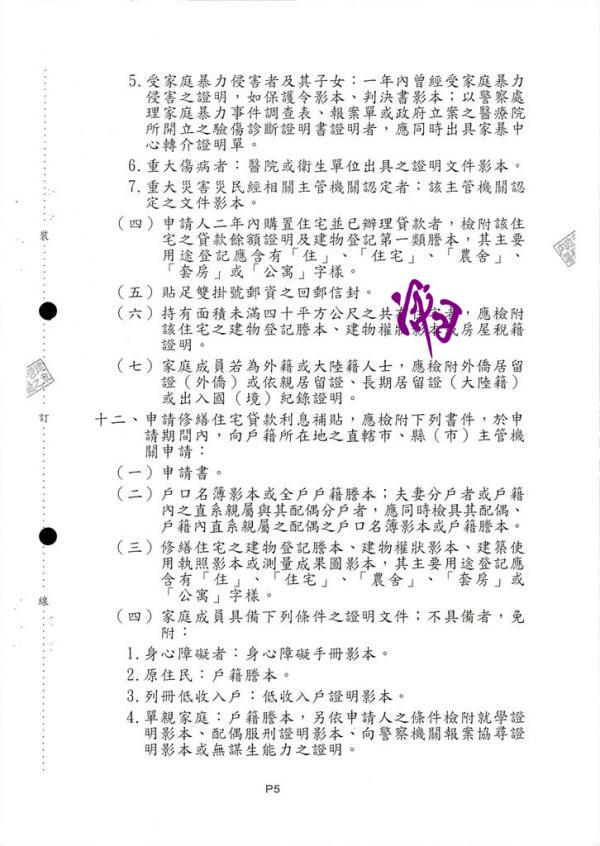 5.受家庭暴力侵害者及其子女：一年內曾經受家庭暴力
侵害之證明，如保護令影本、判決書影本；以警察處
理家庭暴力事件調查表、報案單或政府立案之醫療院
所開立之驗傷診斷證明書證明者，應同時出具家暴中
心轉介證明單。
6.重大傷病者：醫院或衛生單位出具之證明文件影本。
7.重大災害災民經相關主管機關認定者：該主管機關認
定之文件影本。
（四）申請人二年內購置住宅並已辦理貸款者，檢附該住
宅之貸款餘額證明及建物登記第一類謄本，其主要
用途登記應含有「住」、「住宅」、「農舍」、
「套房」或「公寓」字樣。
（五）貼足雙掛號郵資之回郵信封。
（六）持有面積未滿四十平方公尺之共有住宅者，應檢附
該住宅之建物登記謄本、建物權狀影本或房屋稅籍
證明。
（七）家庭成員若為外籍或大陸籍人士，應檢附外僑居留
證（外僑）或依親居留證、長期居留證（大陸籍）
或出入國（境）紀錄證明。
十二、申請修繕住宅貸款利息補貼，應檢附下列書件，於申
請期間內，向戶籍所在地之直轄市、縣（市）主管機
關申請：
（一）申請書。
（二）戶口名簿影本或全戶戶籍謄本；夫妻分戶者或戶籍
內之直系親屬與其配偶分戶者，應同時檢具其配偶、
戶籍內直系親屬之配偶之戶口名簿影本或戶籍謄本。
（三）修繕住宅之建物登記謄本、建物權狀影本、建築使
用執照影本或測量成果圖影本，其主要用途登記應
含有「住」、「住宅」、「農舍」、「套房」或
「公寓」字樣。
（四）家庭成員具備下列條件之證明文件；不具備者，免
附：
1.身心障礙者：身心障礙手冊影本。
2.原住民：戶籍謄本。
3.列冊低收入戶：低收入戶證明影本。
4.單親家庭：戶籍謄本，另依申請人之條件檢附就學證
明影本、配偶服刑證明影本、向警察機關報案協尋證
明影本或無謀生能力之證明。
裝
訂
線
P5